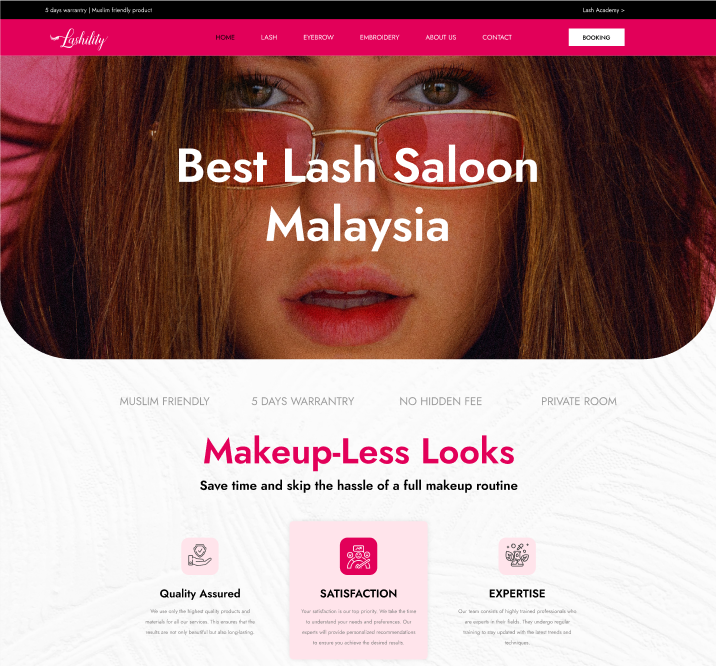 5 days warranty | Muslim friendly product
Lash Academy >
Lashility
HOME LASH EYEBROW EMBROIDERY ABOUT US CONTACT
BOOKING
Best Lash Saloon
Malaysia
MUSLIM FRIENDLY 5 DAYS WARRANTRY NO HIDDEN FEE PRIVATE ROOM
Makeup-Less Looks
Save time and skip the hassle of a full makeup routine
Quality Assured
We use only the highest quality products and
materials for all our services. This ensures that the
results are not only beautiful but also long-lasting.
SATISFACTION
Your satisfaction is our top priority. We take the time
to understand your needs and preferences. Our
experts will provide personalized recommendations
to ensure you achieve the desired results.
EXPERTISE
Our team consists of highly trained professionals who
are experts in their fields. They undergo regular
training to stay updated with the latest trends and
techniques.